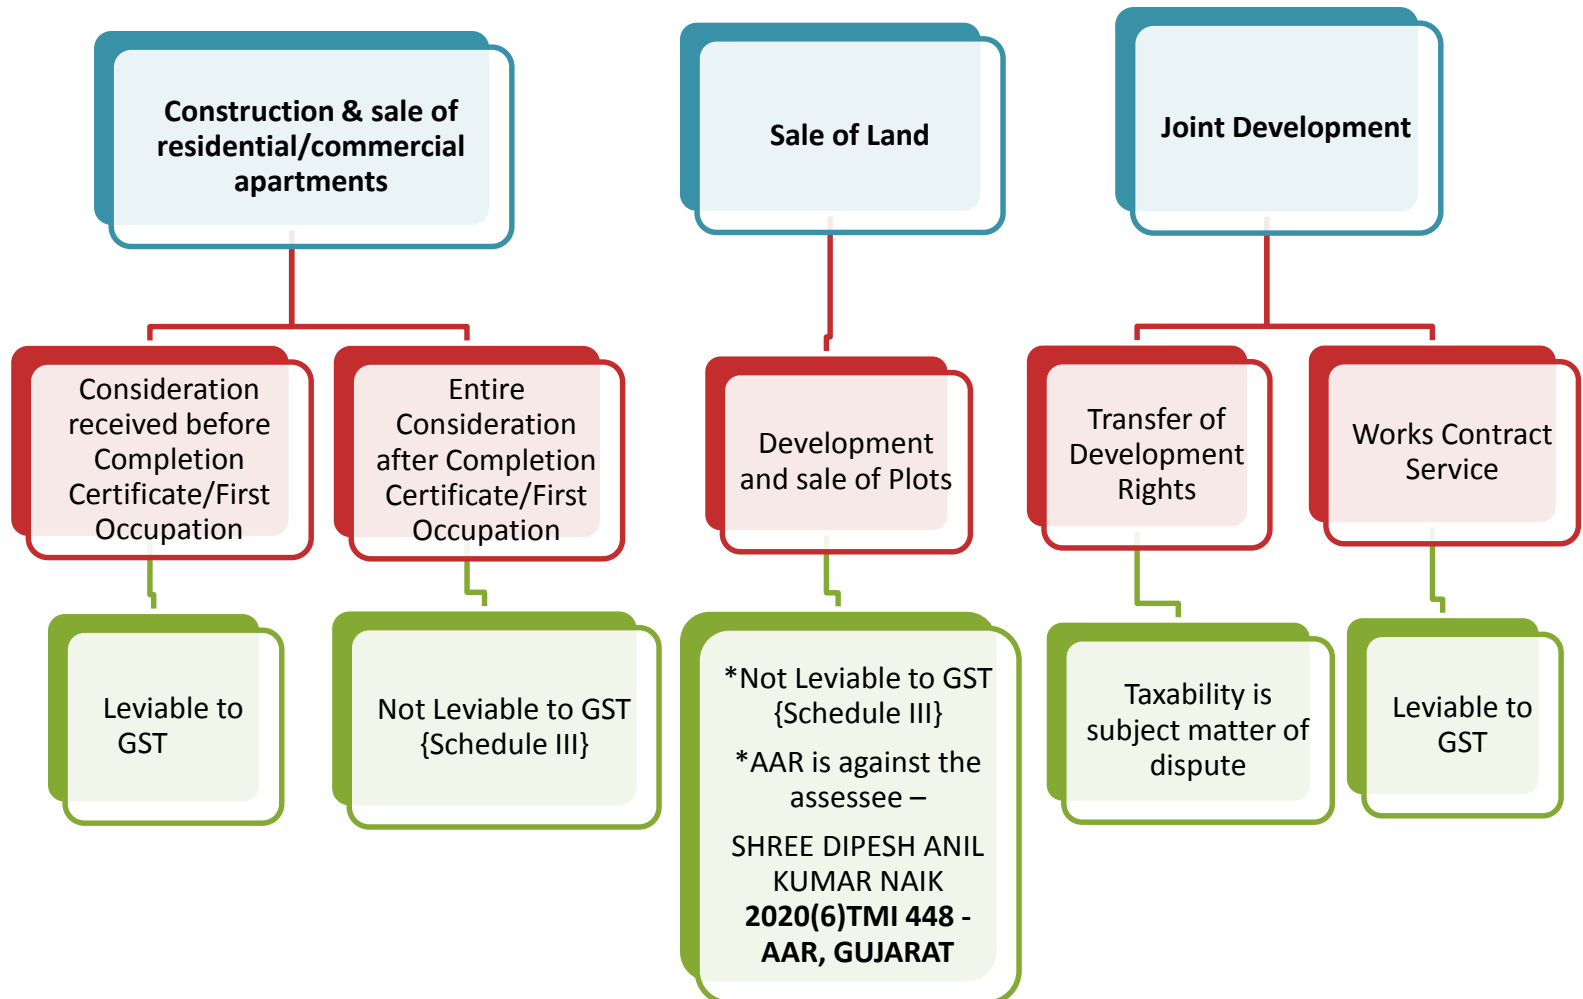 Construction & sale of
residential/commercial
apartments
Sale of Land
Joint Development
Consideration
received before
Completion
Certificate/First
Occupation
Entire
Consideration
after Completion
Certificate/First
Occupation
Development
and sale of Plots
Transfer of
Development
Rights
Works Contract
Service
Leviable to
GST
Not Leviable to GST
{Schedule III}
*Not Leviable to GST
{Schedule III}
*AAR is against the
assessee –
SHREE DIPESH ANIL
KUMAR NAIK
2020(6)TMI 448 -
AAR, GUJARAT
Taxability is
subject matter of
dispute
Leviable to
GST